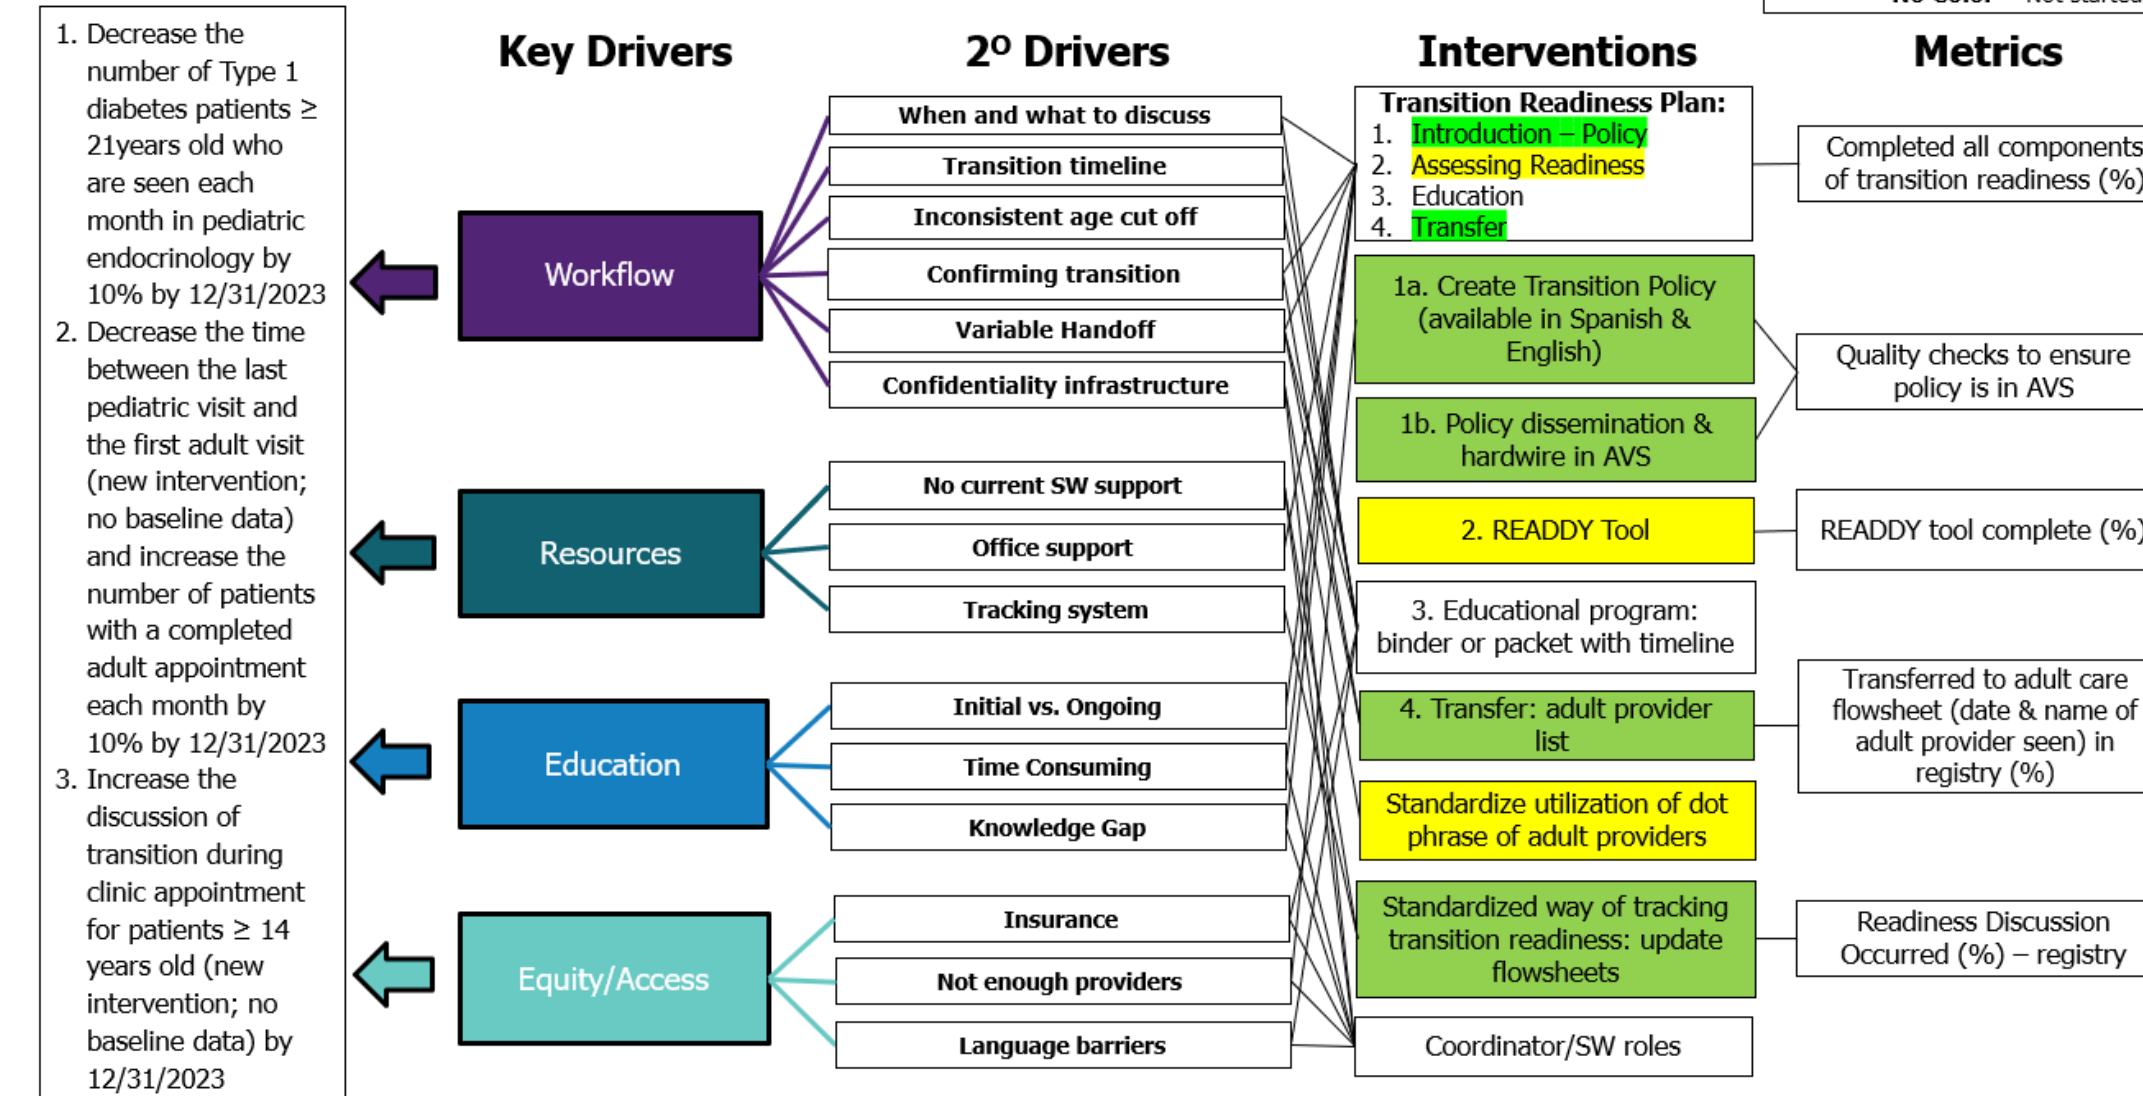 No Color – Not started
1. Decrease the
number of Type 1
diabetes patients ≥
21years old who
are seen each
month in pediatric
endocrinology by
10% by 12/31/2023
2. Decrease the time
between the last
pediatric visit and
the first adult visit
(new intervention;
no baseline data)
and increase the
number of patients
with a completed
adult appointment
each month by
10% by 12/31/2023
3. Increase the
discussion of
transition during
clinic appointment
for patients ≥ 14
years old (new
intervention; no
baseline data) by
12/31/2023
Key Drivers
Workflow
Resources
Education
Equity/Access
2º Drivers
When and what to discuss
Transition timeline
Inconsistent age cut off
Confirming transition
Variable Handoff
Confidentiality infrastructure
No current SW support
Office support
Tracking system
Initial vs. Ongoing
Time Consuming
Knowledge Gap
Insurance
Not enough providers
Language barriers
Interventions
Transition Readiness Plan:
1. Introduction – Policy
2. Assessing Readiness
3. Education
4. Transfer
1a. Create Transition Policy
(available in Spanish &
English)
1b. Policy dissemination &
hardwire in AVS
2. READDY Tool
3. Educational program:
binder or packet with timeline
4. Transfer: adult provider
list
Standardize utilization of dot
phrase of adult providers
Standardized way of tracking
transition readiness: update
flowsheets
Coordinator/SW roles
Metrics
Completed all components
of transition readiness (%)
Quality checks to ensure
policy is in AVS
READDY tool complete (%)
Transferred to adult care
flowsheet (date & name of
adult provider seen) in
registry (%)
Readiness Discussion
Occurred (%) – registry